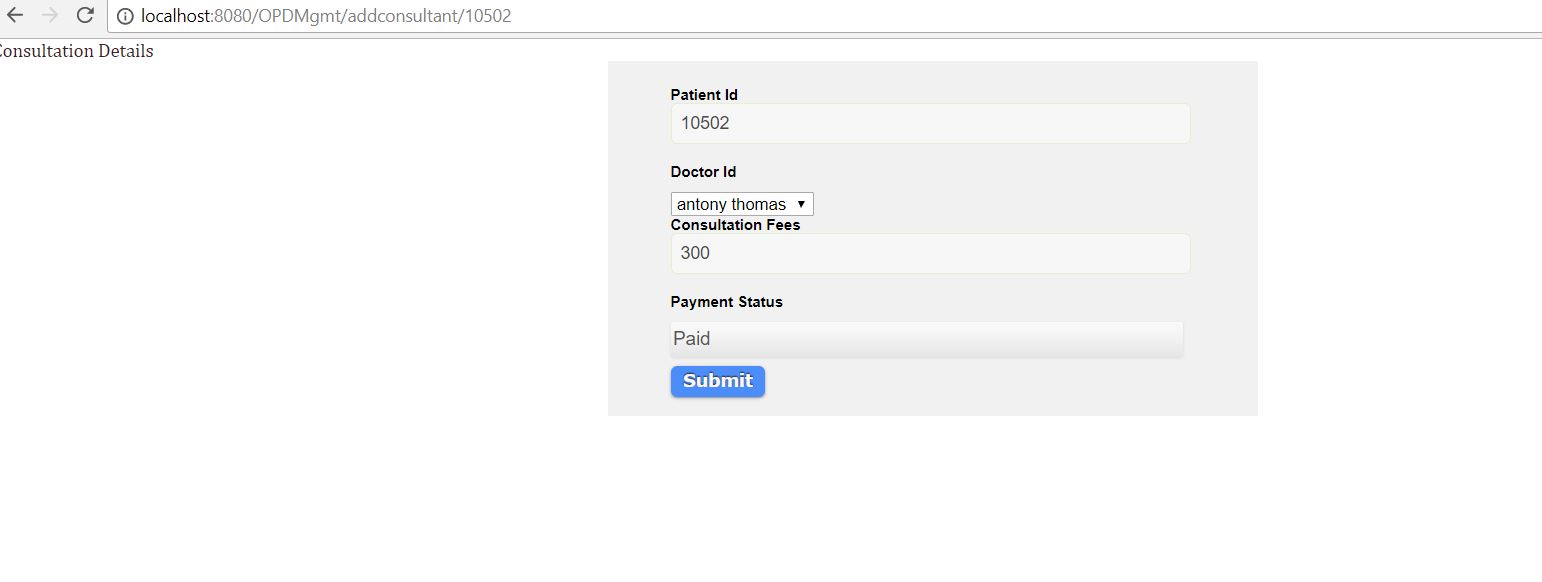 localhost:8080/OPDMgmt/addconsultant/10502
Consultation Details
Patient Id
10502
Doctor Id
antony thomas
Consultation Fees
300
Payment Status
Paid
Submit